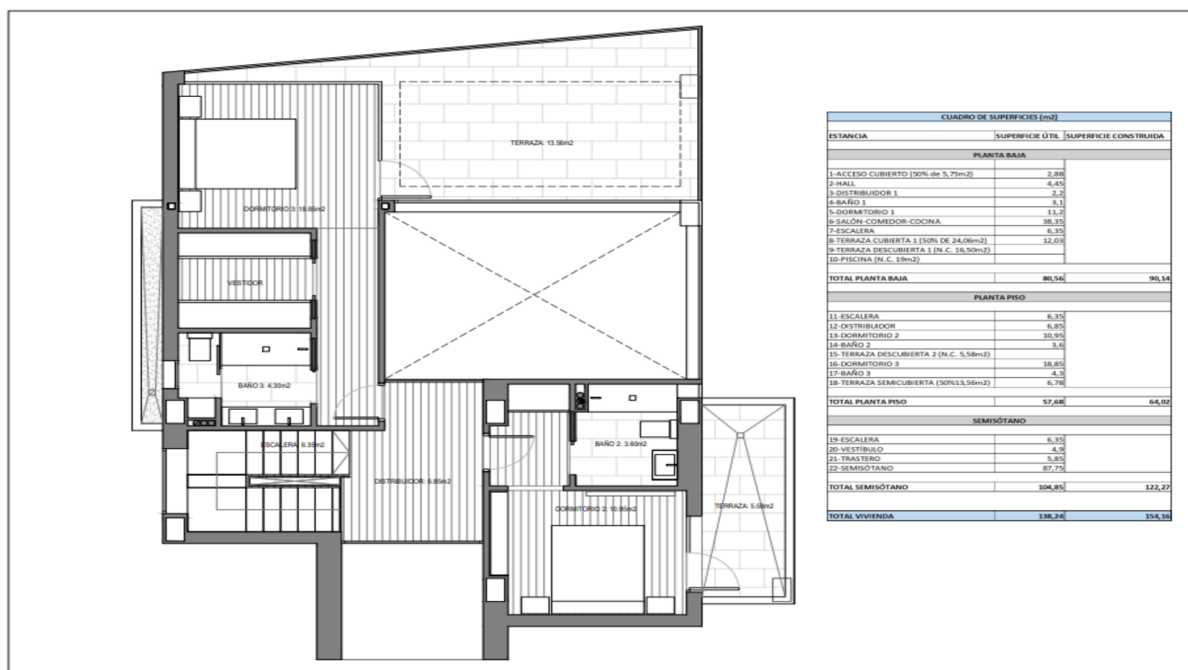 TERRAZA: 13.56m2
DORMITORIO 3: 18.85m2
VESTIDOR
BAÑO 3: 4.30m2
ESCALERA: 6.35m2
BAÑO 2: 3.60m2
DISTRIBUIDOR: 6.85m2
DORMITORIO 2: 10.95m2
TERRAZA: 5.58m2
CUADRO DE SUPERFICIES (m2)
ESTANCIA SUPERFICIE ÚTIL SUPERFICIE CONSTRUIDA
PLANTA BAJA
1-ACCESO CUBIERTO (50% de 5,75m2) 2,88
2-HALL 4,45
3-DISTRIBUIDOR 1 2,2
4-BAÑO 1 3,1
5-DORMITORIO 1 11,2
6-SALÓN-COMEDOR-COCINA 38,35
7-ESCALERA 6,35
8-TERRAZA CUBIERTA 1 (50% DE 24,06m2) 12,03
9-TERRAZA DESCUBIERTA 1 (N.C. 16,50m2)
10-PISCINA (N.C. 19m2)
TOTAL PLANTA BAJA 80,56 90,14
PLANTA PISO
11-ESCALERA 6,35
12-DISTRIBUIDOR 6,85
13-DORMITORIO 2 10,95
14-BAÑO 2 3,6
15-TERRAZA DESCUBIERTA 2 (N.C. 5,58m2)
16-DORMITORIO 3 18,85
17-BAÑO 3 4,3
18-TERRAZA SEMICUBIERTA (50%13,56m2) 6,78
TOTAL PLANTA PISO 57,68 64,02
SEMISÓTANO
19-ESCALERA 6,35
20-VESTÍBULO 4,9
21-TRASTERO 5,85
22-SEMISÓTANO 87,75
TOTAL SEMISÓTANO 104,85 122,27
TOTAL VIVIENDA 138,24 154,16